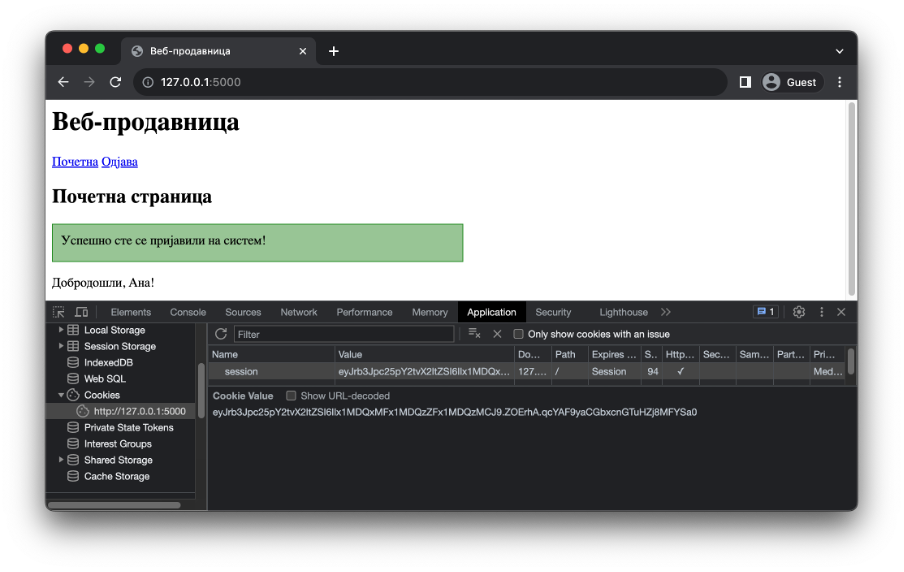 Веб-продавница
127.0.0.1:5000
Guest
Веб-продавница
Почетна Одјава
Почетна страница
Успешно сте се пријавили на систем!
Добродошли, Ана!
Elements Console Sources Network Performance Memory Application Security Lighthouse 1
Local Storage
Session Storage
IndexedDB
Web SQL
Cookies
http://127.0.0.1:5000
Private State Tokens
Interest Groups
Shared Storage
Cache Storage
Filter
Only show cookies with an issue
Name Value Do... Path Expires ... S.. Http... Sec... Sam... Part... Pri...
session eyJrb3Jpc25pY2tvX2ltZSI6Ilx1MDQx... 127.... / Session 94 ✓ Med...
Cookie Value Show URL-decoded
eyJrb3Jpc25pY2tvX2ltZSI6Ilx1MDQxMFx1MDQzZFx1MDQzMCJ9.ZOErhA.qcYAF9yaCGbxcnGTuHZj8MFYSa0